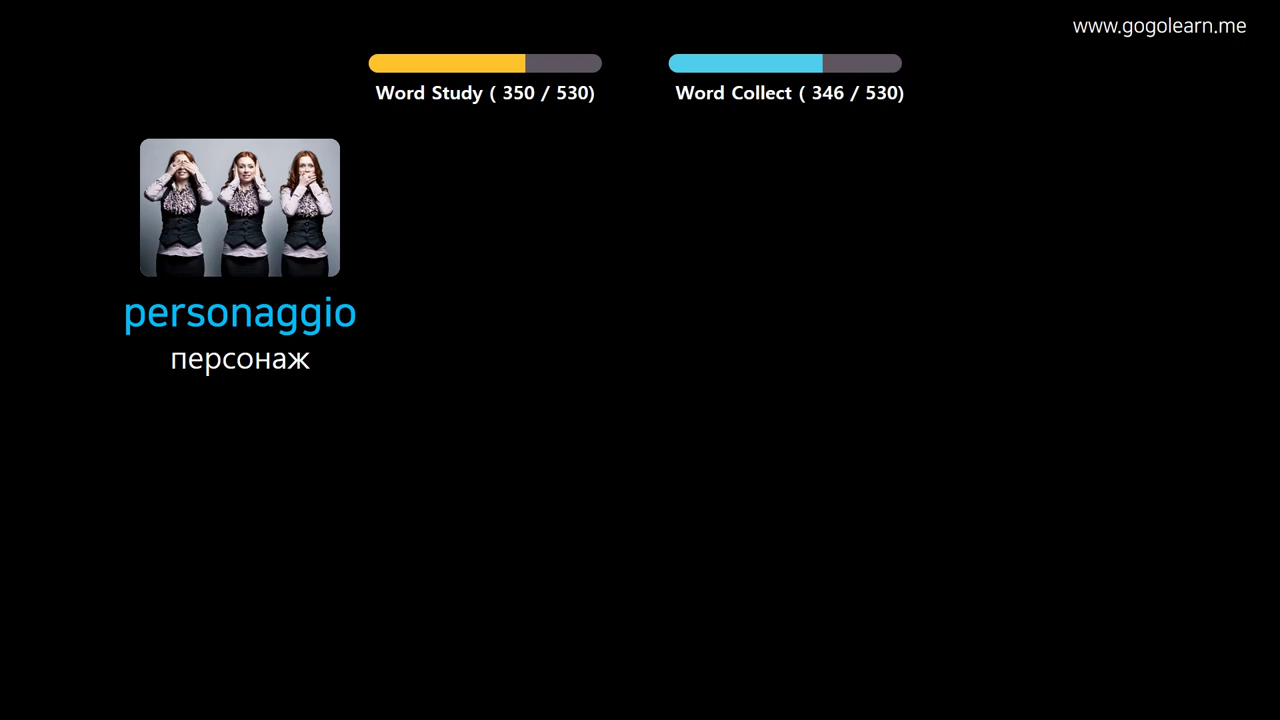 www.gogolearn.me
Word Study ( 350 / 530)
Word Collect ( 346 / 530)
personaggio
персонаж